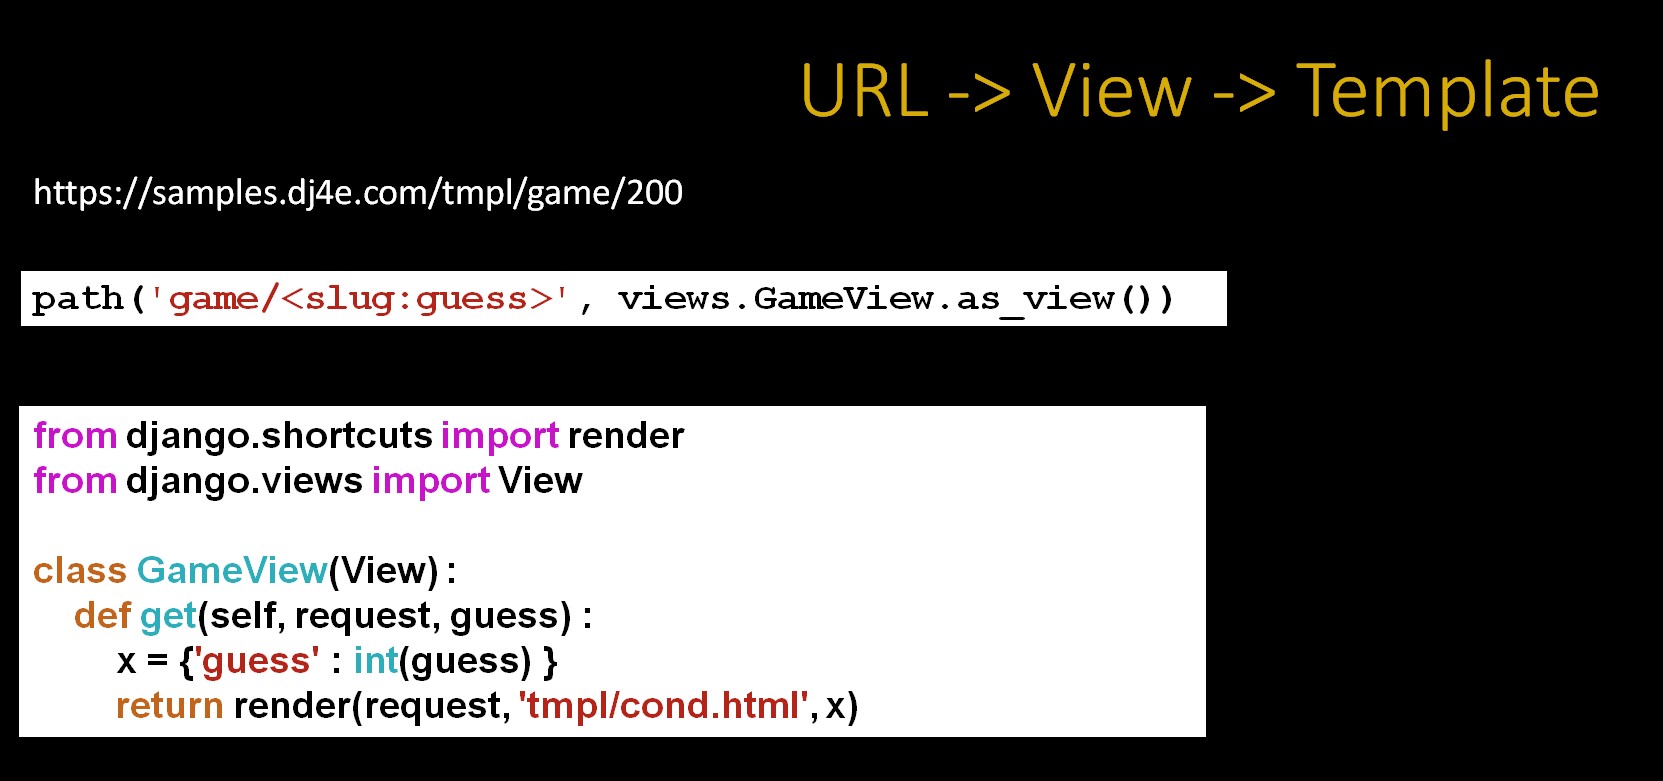 URL -> View -> Template
https://samples.dj4e.com/tmpl/game/200
path('game/<slug:guess>', views.GameView.as_view())
from django.shortcuts import render
from django.views import View
class GameView(View) :
def get(self, request, guess) :
x = {'guess' : int(guess) }
return render(request, 'tmpl/cond.html', x)